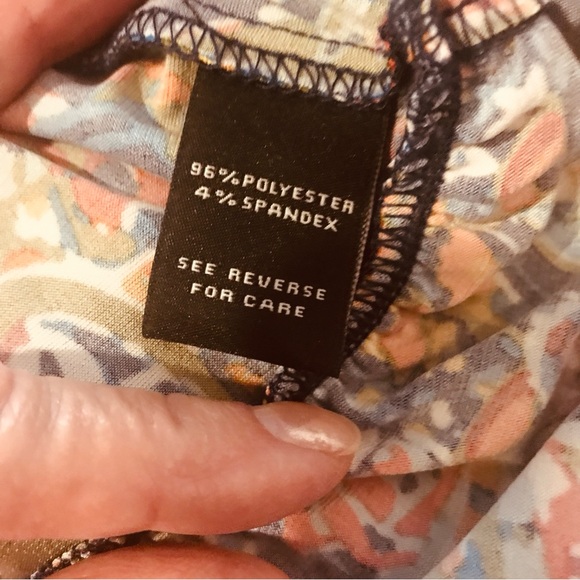 96% POLYESTER
4% SPANDEX
SEE REVERSE
FOR CARE